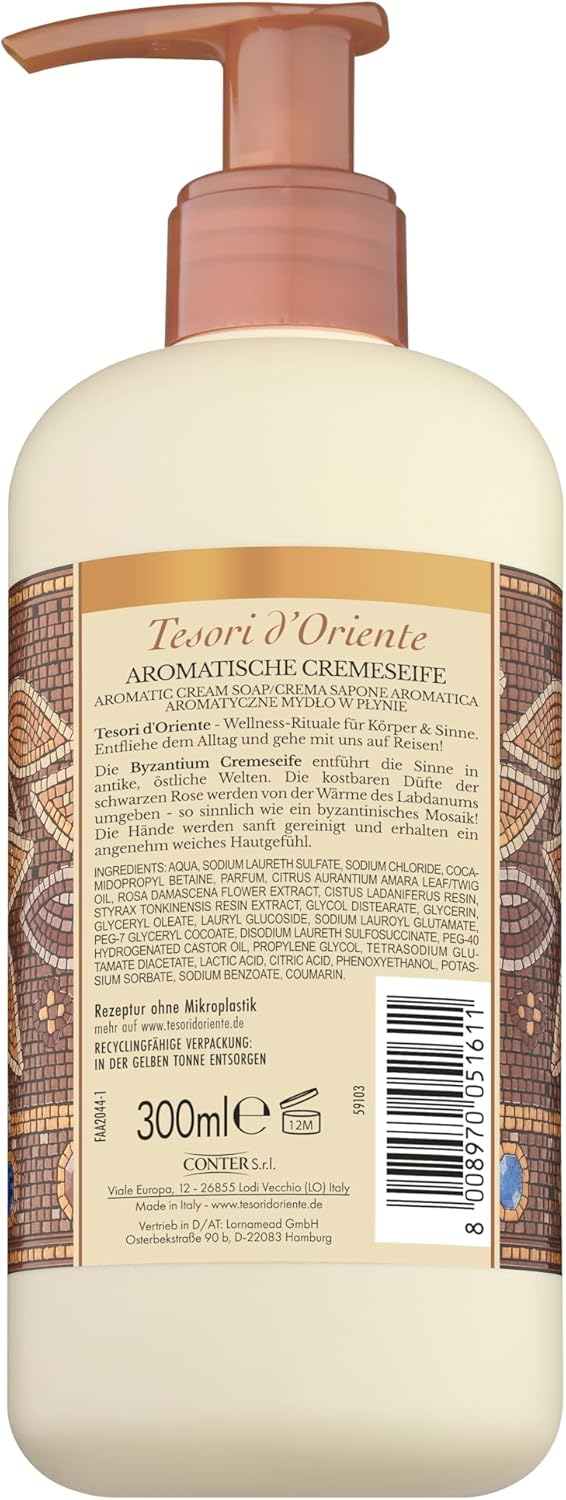 Tesori d'Oriente
AROMATISCHE CREMESEIFE
AROMATIC CREAM SOAP/CREMA SAPONE AROMATICA
AROMATYCZNE MYDŁO W PŁYNIE
Tesori d'Oriente - Wellness-Rituale für Körper & Sinne.
Entfliehe dem Alltag und gehe mit uns auf Reisen!
Die Byzantium Cremeseife entführt die Sinne in
antike, östliche Welten. Die kostbaren Düfte der
schwarzen Rose werden von der Wärme des Labdanums
umgeben - so sinnlich wie ein byzantinisches Mosaik!
Die Hände werden sanft gereinigt und erhalten ein
angenehm weiches Hautgefühl.
INGREDIENTS: AQUA, SODIUM LAURETH SULFATE, SODIUM CHLORIDE, COCA-
MIDOPROPYL BETAINE, PARFUM, CITRUS AURANTIUM AMARA LEAF/TWIG
OIL, ROSA DAMASCENA FLOWER EXTRACT, CISTUS LADANIFERUS RESIN,
STYRAX TONKINENSIS RESIN EXTRACT, GLYCOL DISTEARATE, GLYCERIN,
GLYCERYL OLEATE, LAURYL GLUCOSIDE, SODIUM LAUROYL GLUTAMATE,
PEG-7 GLYCERYL COCOATE, DISODIUM LAURETH SULFOSUCCINATE, PEG-40
HYDROGENATED CASTOR OIL, PROPYLENE GLYCOL, TETRASODIUM GLU-
TAMATE DIACETATE, LACTIC ACID, CITRIC ACID, PHENOXYETHANOL, POTAS-
SIUM SORBATE, SODIUM BENZOATE, COUMARIN.
Rezeptur ohne Mikroplastik
mehr auf www.tesoridoriente.de
RECYCLINGFÄHIGE VERPACKUNG:
IN DER GELBEN TONNE ENTSORGEN
FAA2044-1
300ml e
12M
59103
8 008970 051611
CONTER S.r.l.
Viale Europa, 12 - 26855 Lodi Vecchio (LO) Italy
Made in Italy - www.tesoridoriente.de
Vertrieb in D/AT: Lornamead GmbH
Osterbekstraße 90 b, D-22083 Hamburg